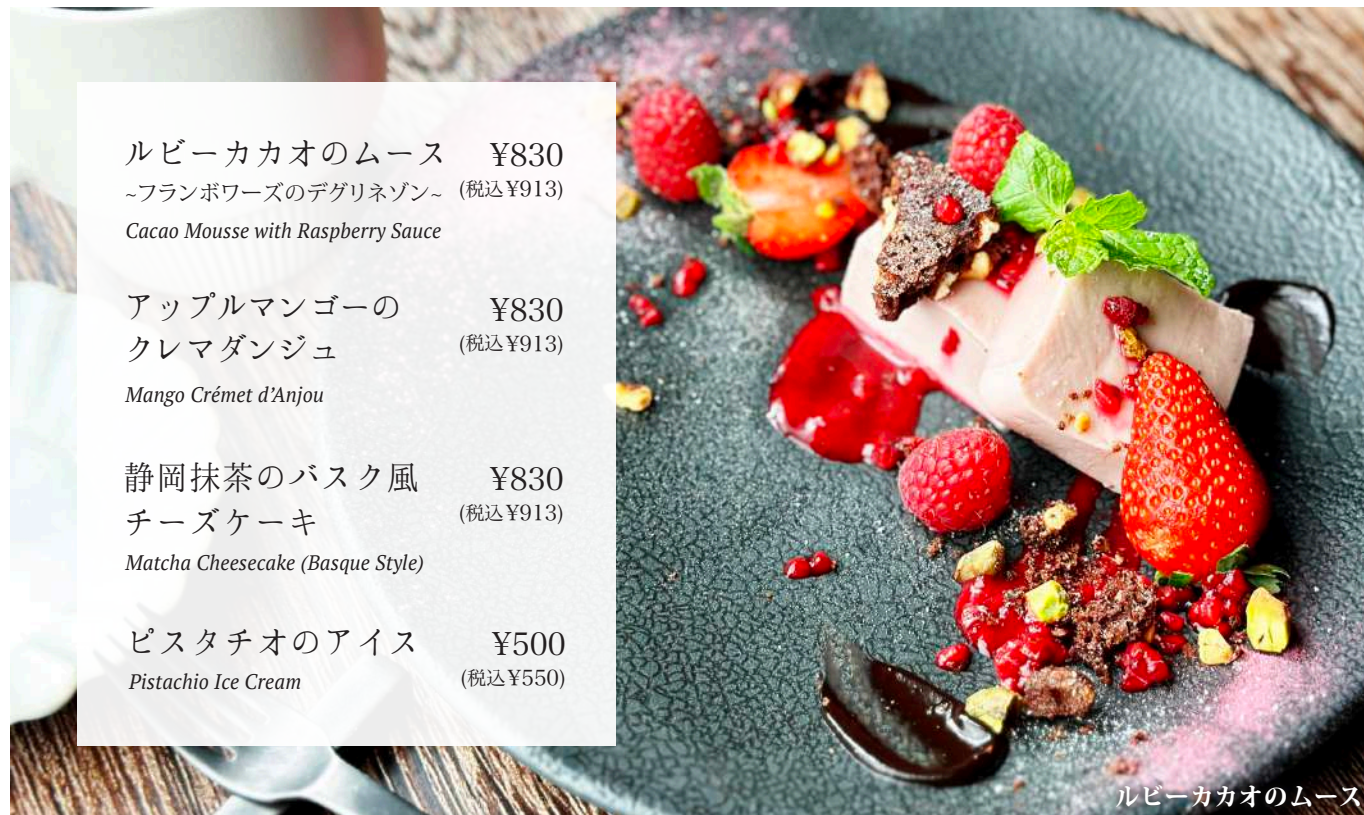 ルビーカカオのムース ¥830
~フランボワーズのデグリネゾン~ (税込¥913)
Cacao Mousse with Raspberry Sauce
アップルマンゴーの ¥830
クレマダンジュ (税込¥913)
Mango Crémet d’Anjou
静岡抹茶のバスク風 ¥830
チーズケーキ (税込¥913)
Matcha Cheesecake (Basque Style)
ピスタチオのアイス ¥500
Pistachio Ice Cream (税込¥550)
ルビーカカオのムース